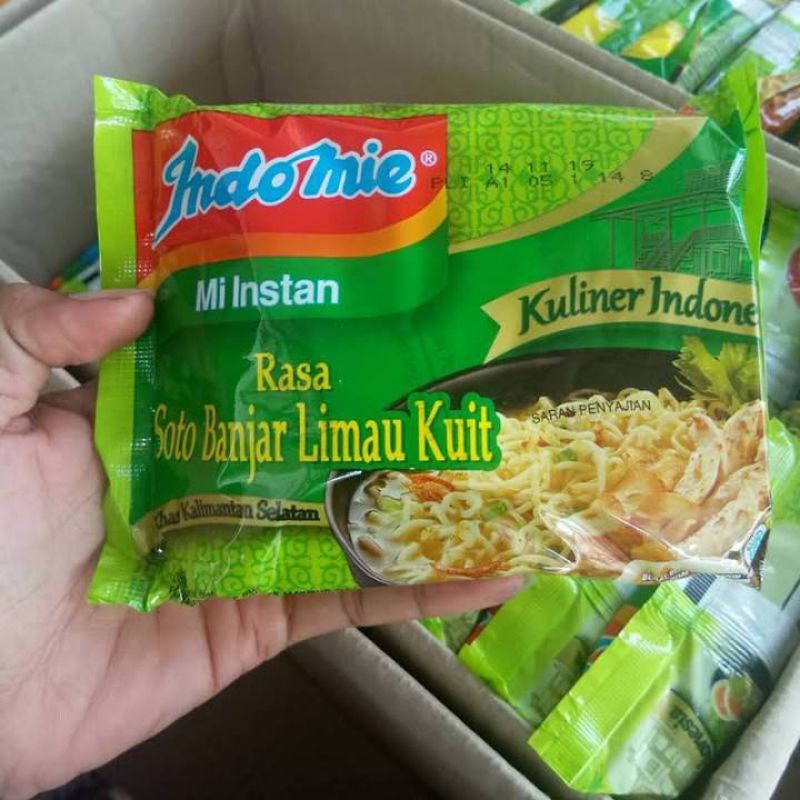 Indomie®
14 11 19
A1 05 1 14 8
Mi Instan
Kuliner Indone
Rasa
Soto Banjar Limau Kuit
SARAN PENYAJIAN
Khas Kalimantan Selatan